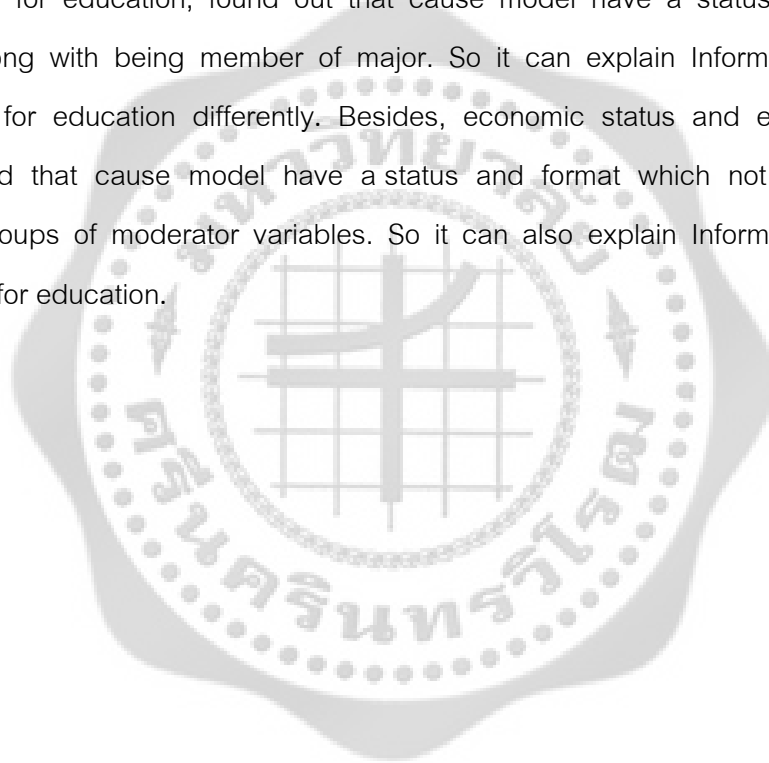 for education, found out that cause model have a status
ong with being member of major. So it can explain Inform
for education differently. Besides, economic status and e
d that cause model have a status and format which not
oups of moderator variables. So it can also explain Inform
for education.
มหาวิทยาลัย
ศรีนครินทรวิโรฒ